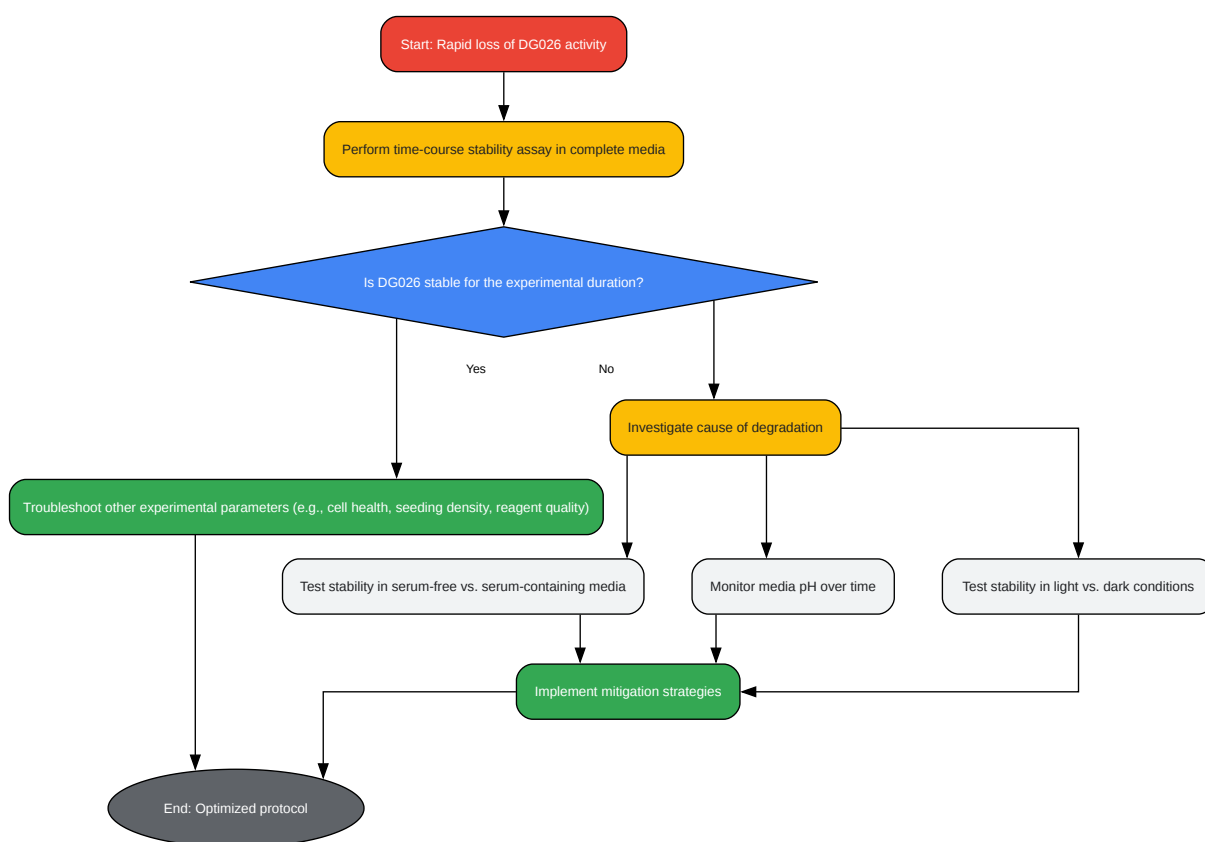 Start: Rapid loss of DG026 activity
Perform time-course stability assay in complete media
Is DG026 stable for the experimental duration?
Yes
No
Investigate cause of degradation
Troubleshoot other experimental parameters (e.g., cell health, seeding density, reagent quality)
Test stability in serum-free vs. serum-containing media
Monitor media pH over time
Test stability in light vs. dark conditions
Implement mitigation strategies
End: Optimized protocol